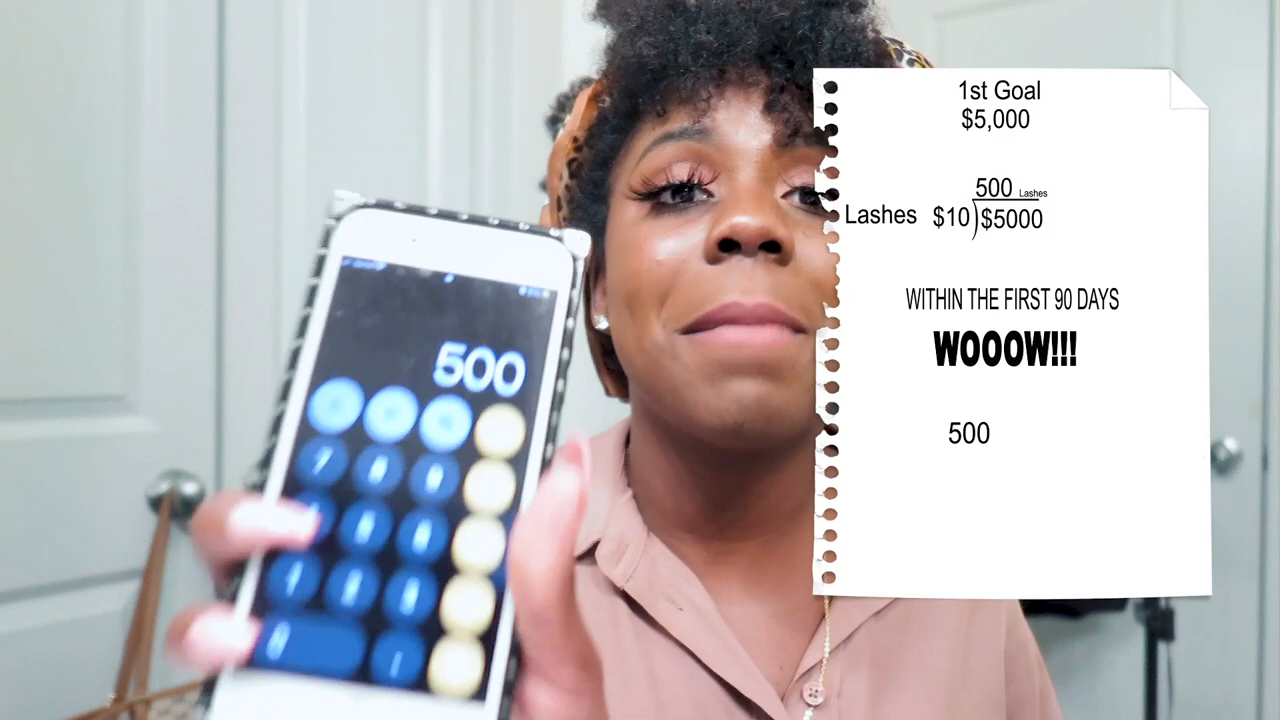 1st Goal
$5,000
500 Lashes
Lashes $10)$5000
WITHIN THE FIRST 90 DAYS
WOOOW!!!
500
500